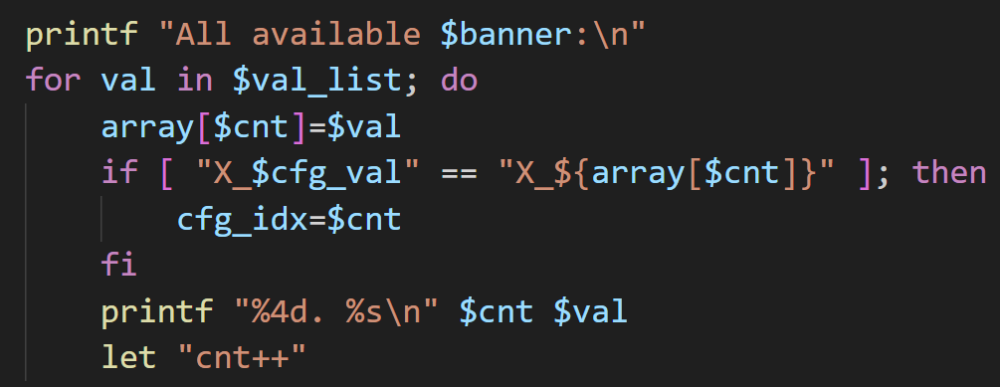 printf "All available $banner:\n"
for val in $val_list; do
array[$cnt]=$val
if [ "X_$cfg_val" == "X_${array[$cnt]}" ]; then
cfg_idx=$cnt
fi
printf "%4d. %s\n" $cnt $val
let "cnt++"